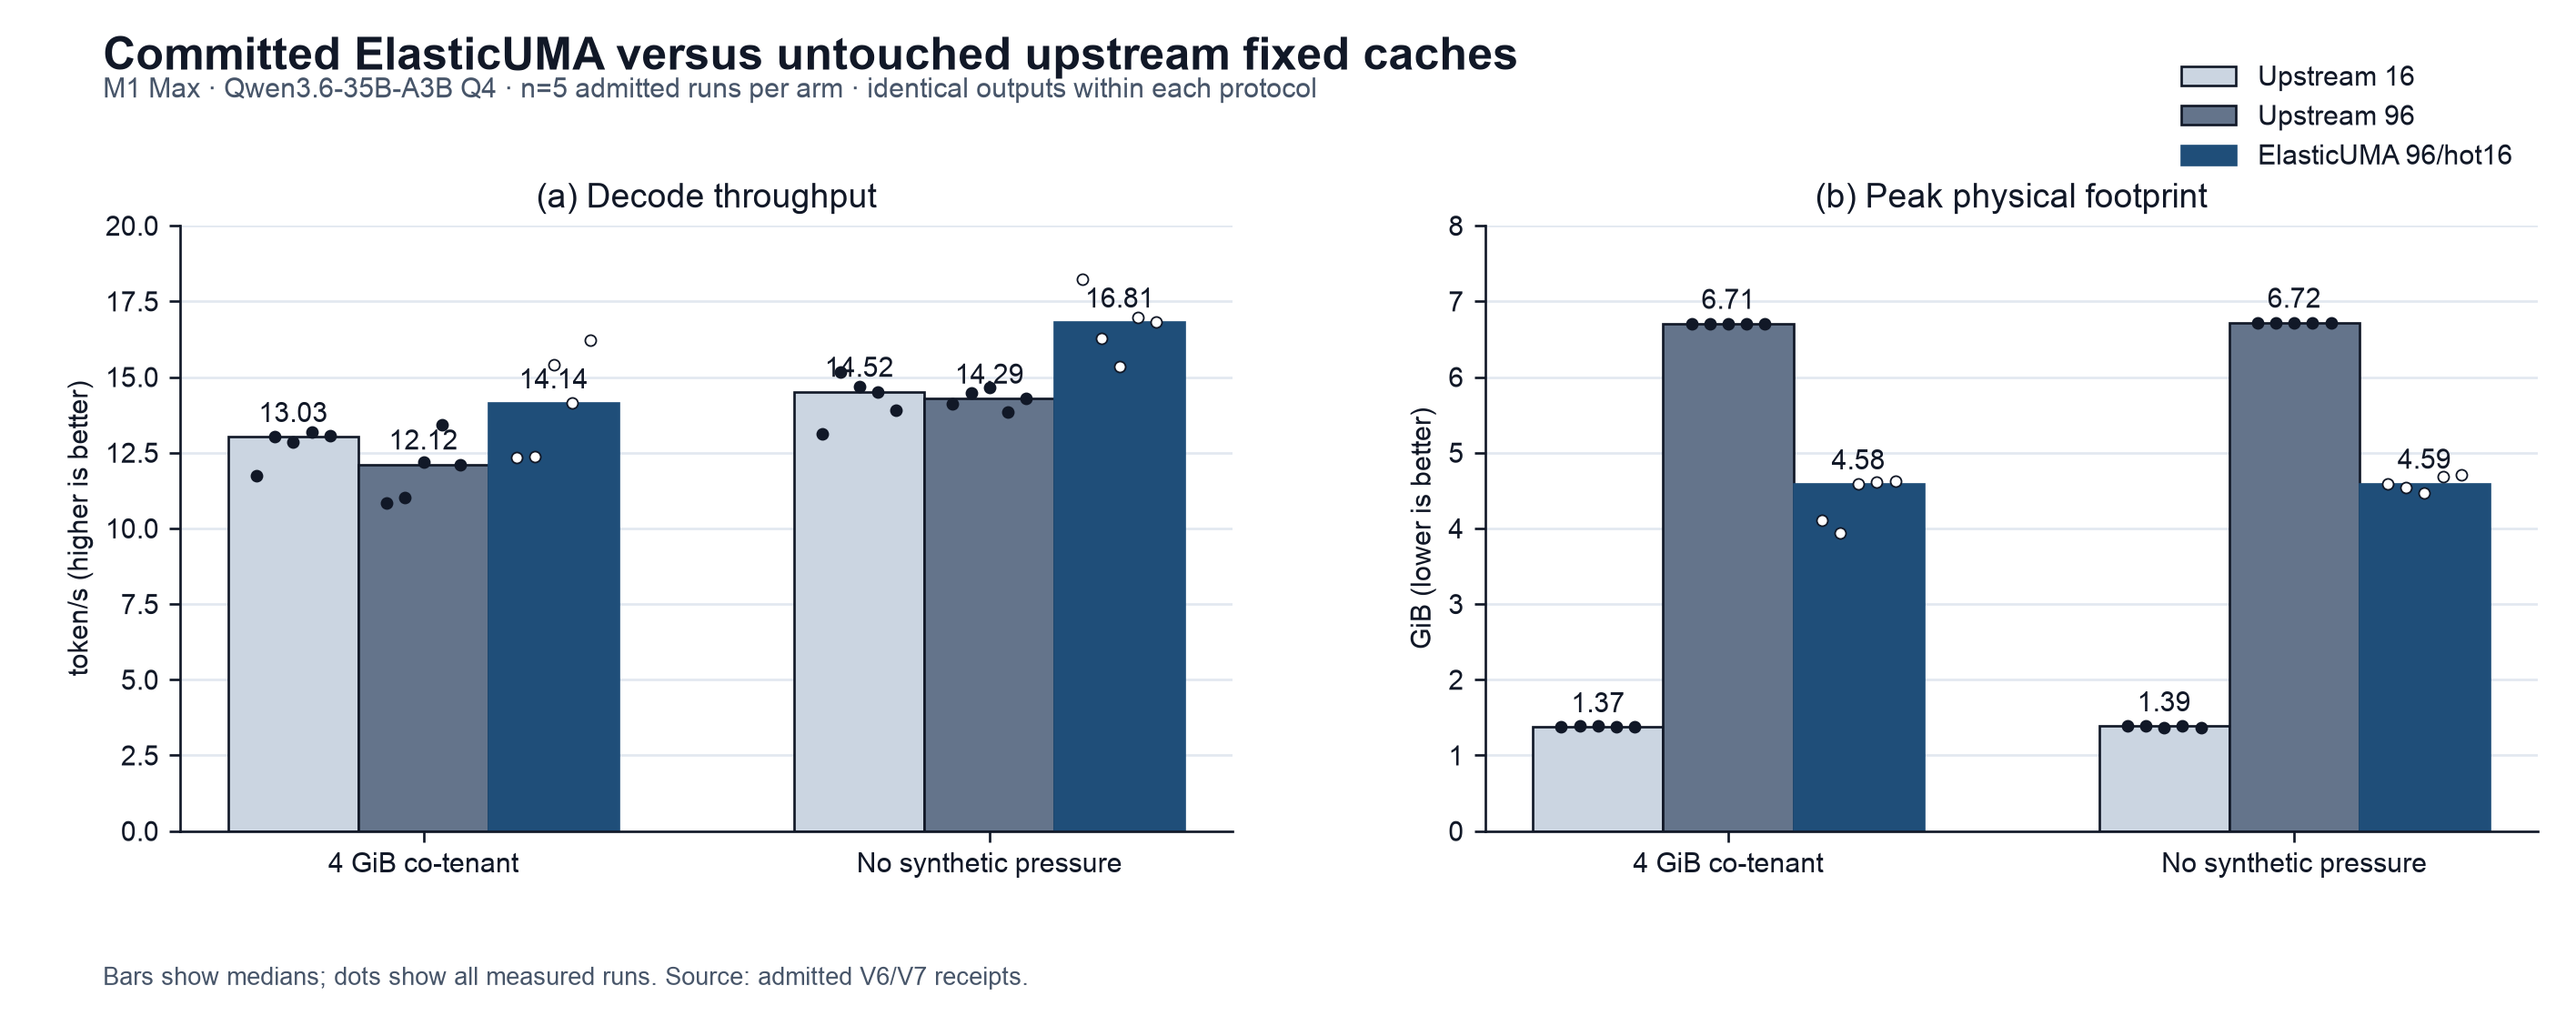 Committed ElasticUMA versus untouched upstream fixed caches
M1 Max · Qwen3.6-35B-A3B Q4 · n=5 admitted runs per arm · identical outputs within each protocol
Upstream 16
Upstream 96
ElasticUMA 96/hot16
(a) Decode throughput
token/s (higher is better)
20.0
17.5
15.0
12.5
10.0
7.5
5.0
2.5
0.0
13.03
12.12
14.14
14.52
14.29
16.81
4 GiB co-tenant
No synthetic pressure
(b) Peak physical footprint
GiB (lower is better)
8
7
6
5
4
3
2
1
0
1.37
6.71
4.58
1.39
6.72
4.59
4 GiB co-tenant
No synthetic pressure
Bars show medians; dots show all measured runs. Source: admitted V6/V7 receipts.